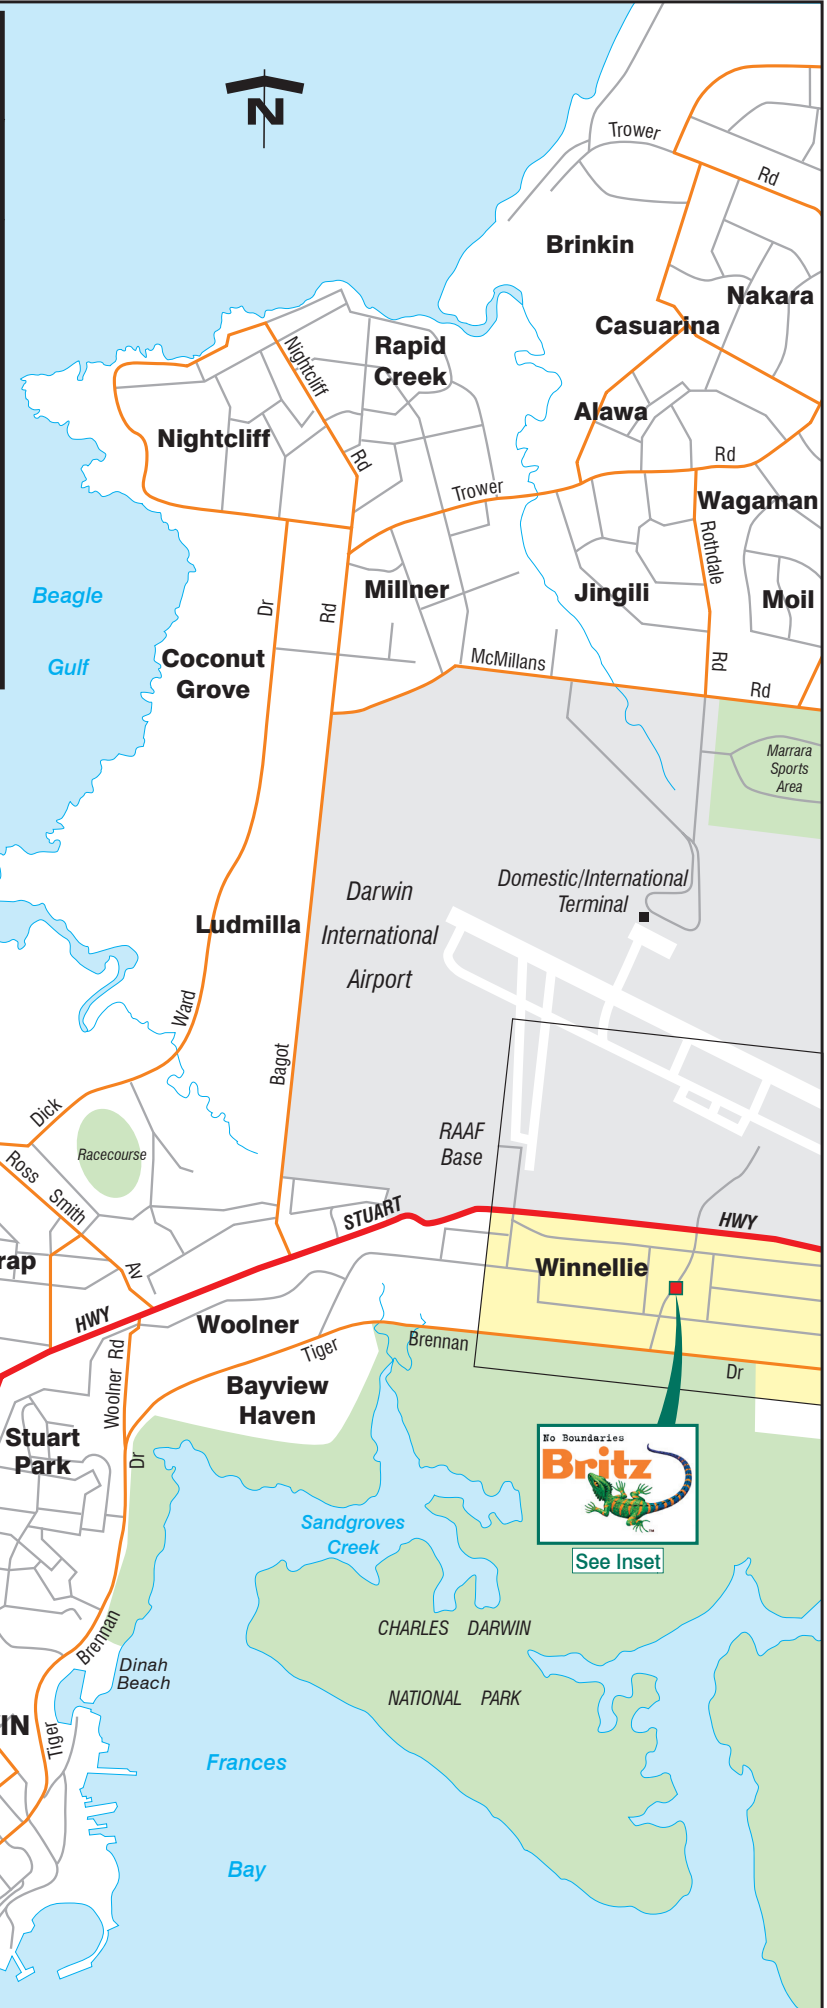 N
Trower
Rd
Brinkin
Nakara
Casuarina
Rapid
Creek
Nightcliff
Rd
Alawa
Nightcliff
Rd
Trower
Wagaman
Rothdale
Rd
Beagle
Gulf
Dr
Rd
Millner
Jingili
Moil
Coconut
Grove
McMillans
Rd
Marrara
Sports
Area
Domestic/International
Terminal
Darwin
International
Airport
Ludmilla
Ward
Bagot
Dick
RAAF
Base
Racecourse
Ross
Smith
Av
STUART
HWY
rap
Winnellie
HWY
Woolner
Woolner Rd
Tiger
Brennan
Dr
Bayview
Haven
Stuart
Park
Dr
No Boundaries
Britz
TM
See Inset
Sandgroves
Creek
CHARLES DARWIN
NATIONAL PARK
Brennan
Dinah
Beach
IN
Tiger
Frances
Bay